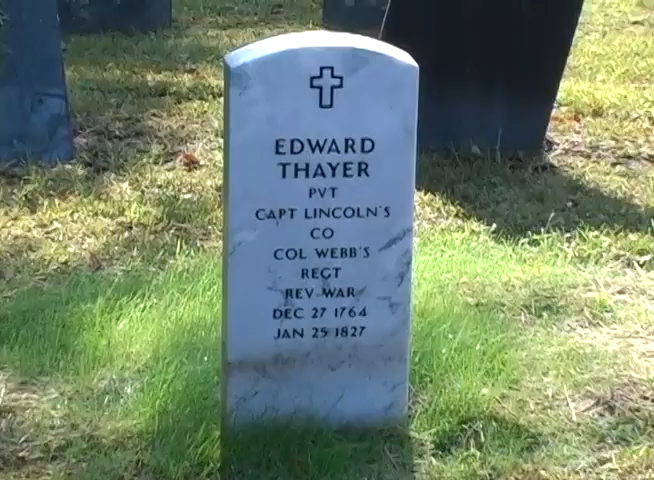 EDWARD
THAYER
PVT
CAPT LINCOLN'S
CO
COL WEBB'S
REGT
REV WAR
DEC 27 1764
JAN 25 1827